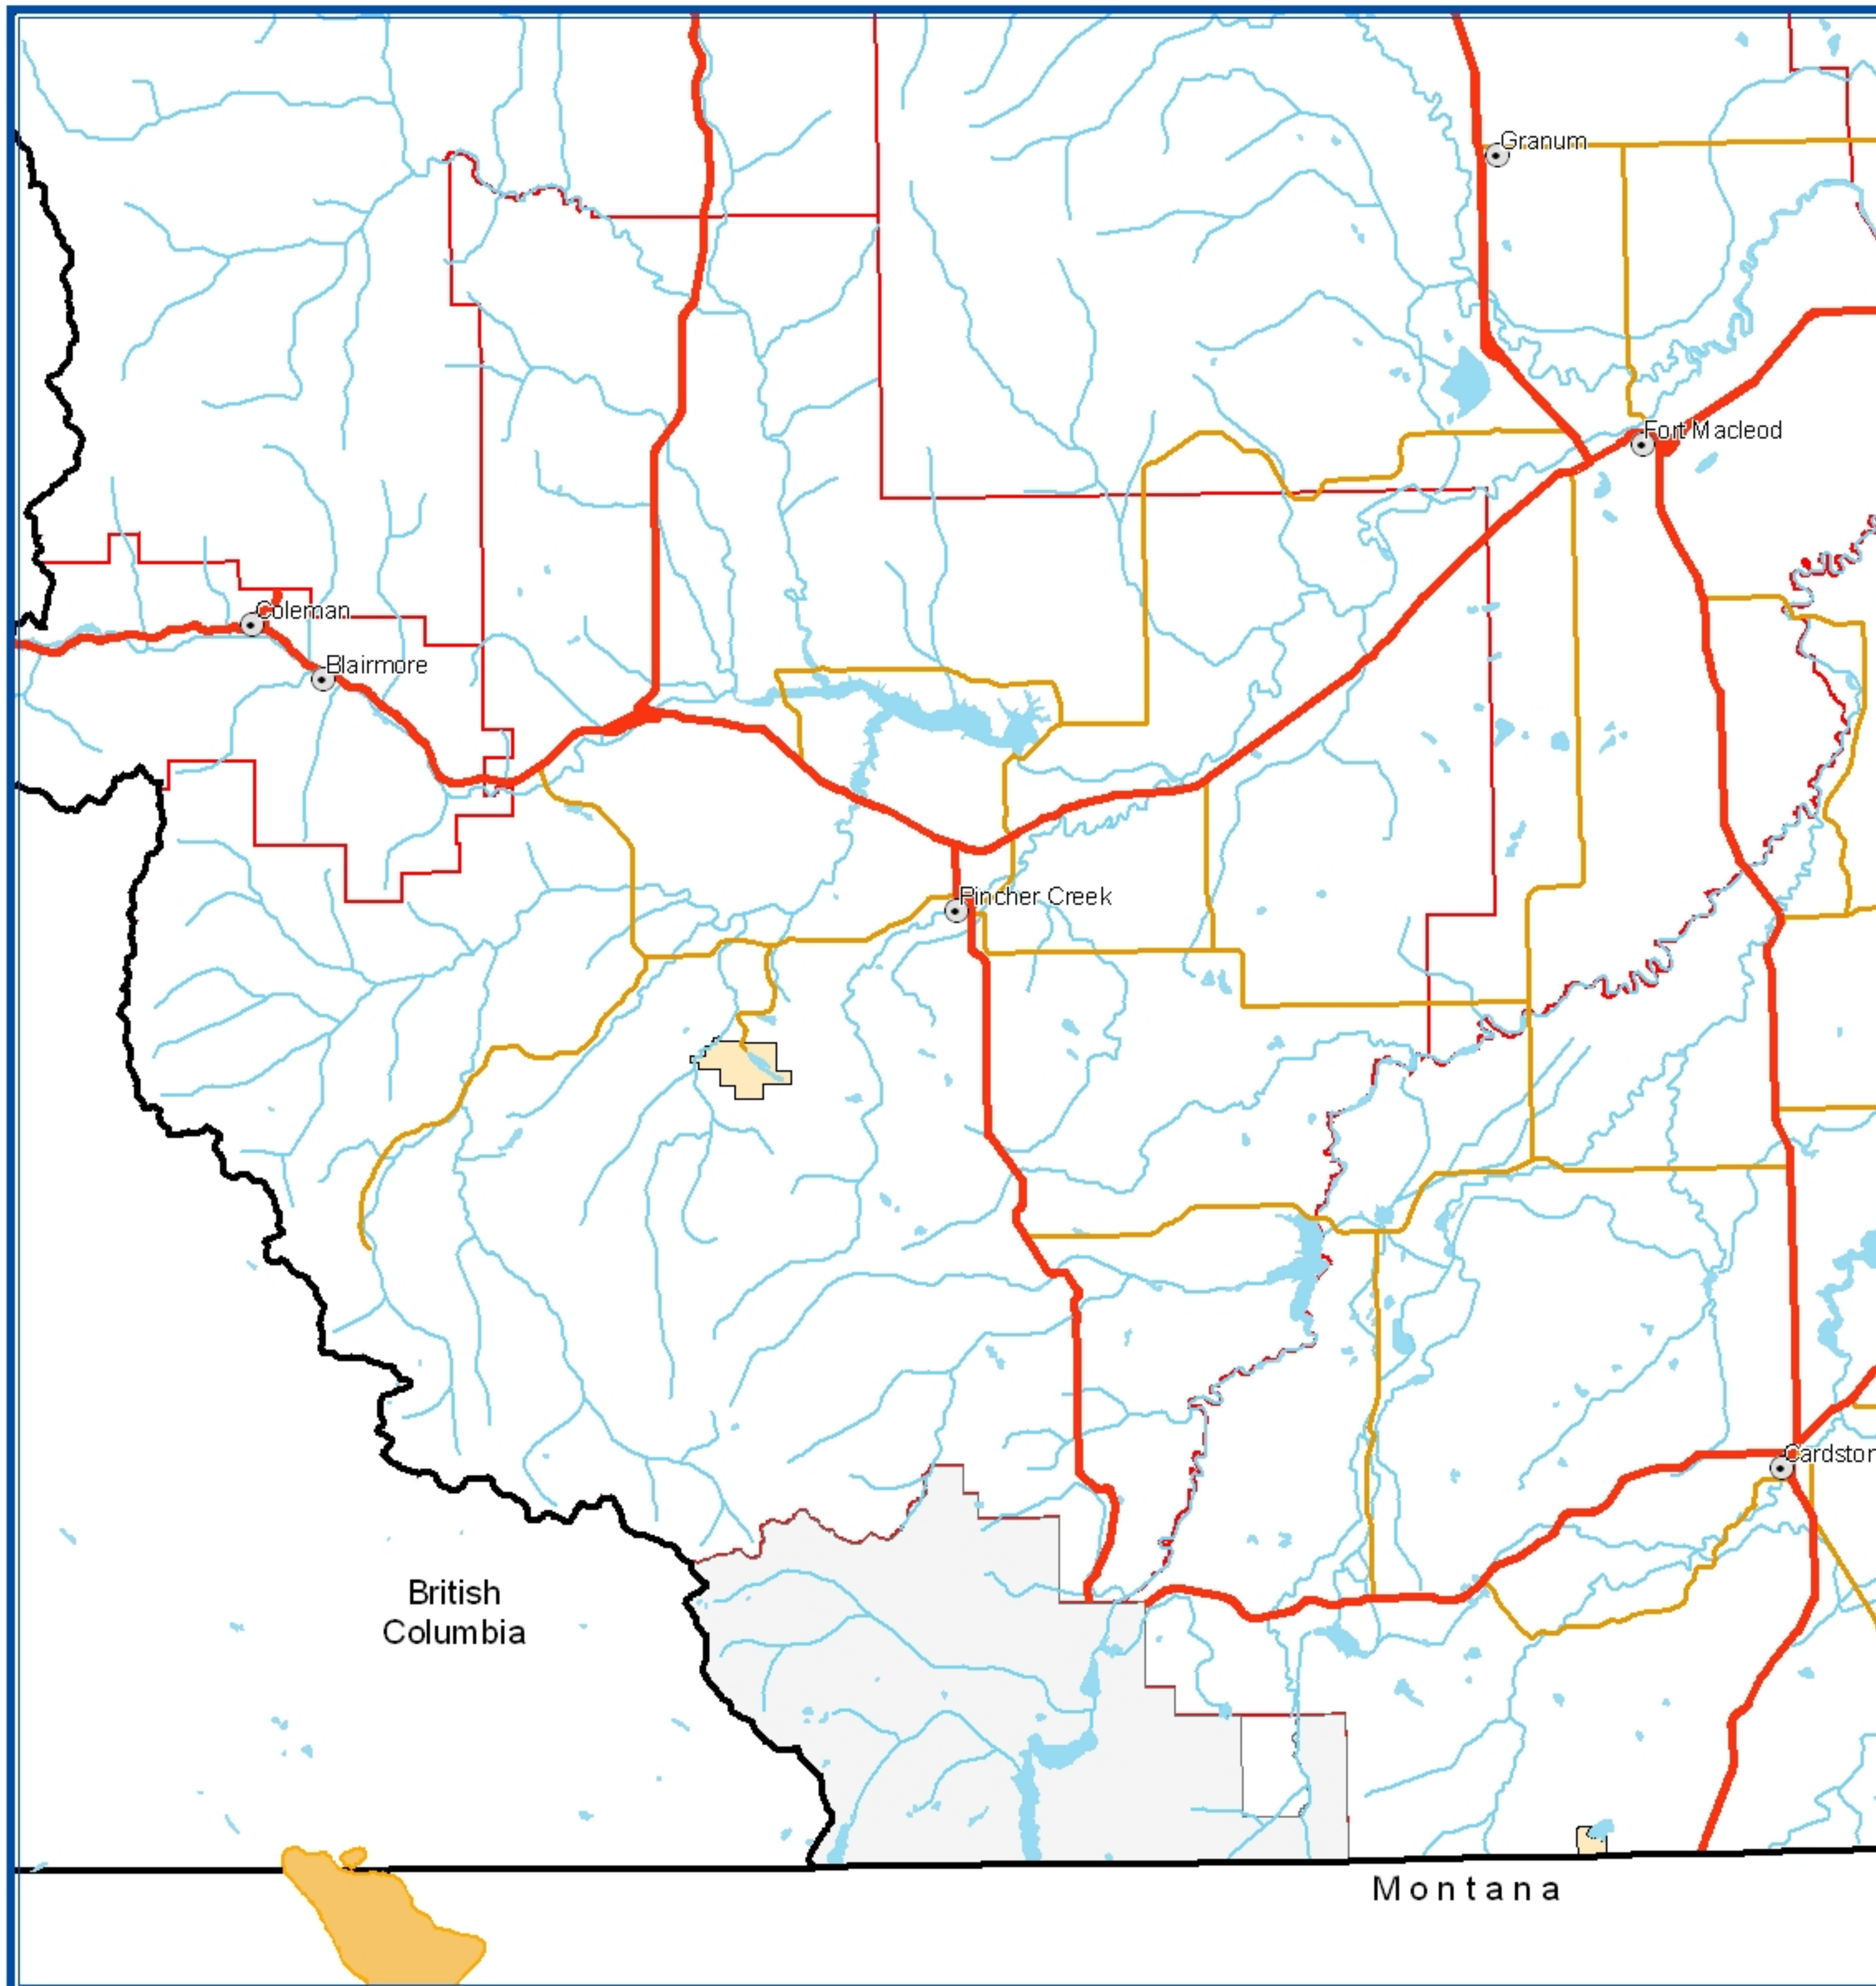 Granum
Fort Macleod
Coleman
Blairmore
Pincher Creek
Cardston
British
Columbia
Montana